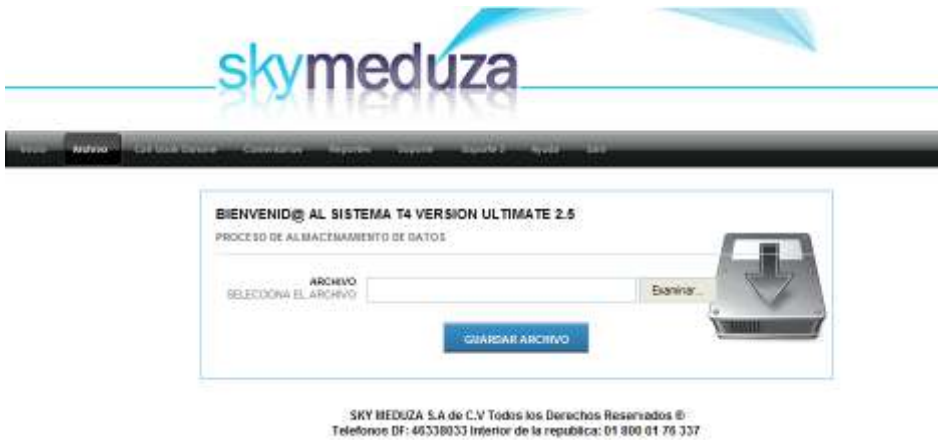 skymeduza
Archivo
BIENVENID@ AL SISTEMA T4 VERSION ULTIMATE 2.5
PROCESO DE ALMACENAMIENTO DE DATOS
ARCHIVO
SELECCIONA EL ARCHIVO
Examinar...
GUARDAR ARCHIVO
SKY MEDUZA S.A de C.V Todos los Derechos Reservados ®
Telefonos DF: 46338033 Interior de la republica: 01 800 01 76 337